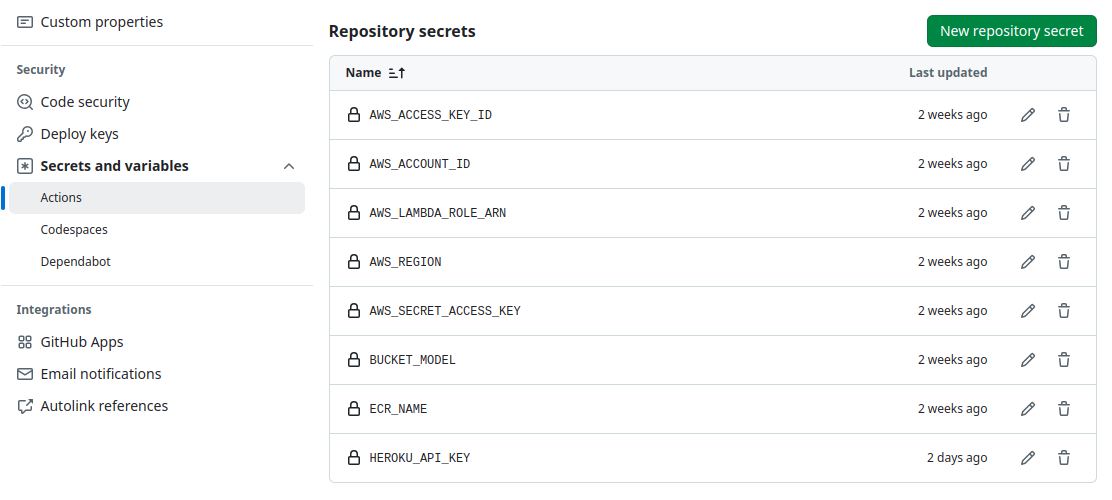 Custom properties
Security
Code security
Deploy keys
Secrets and variables
Actions
Codespaces
Dependabot
Integrations
GitHub Apps
Email notifications
Autolink references
Repository secrets
New repository secret
Name Last updated
AWS_ACCESS_KEY_ID 2 weeks ago
AWS_ACCOUNT_ID 2 weeks ago
AWS_LAMBDA_ROLE_ARN 2 weeks ago
AWS_REGION 2 weeks ago
AWS_SECRET_ACCESS_KEY 2 weeks ago
BUCKET_MODEL 2 weeks ago
ECR_NAME 2 weeks ago
HEROKU_API_KEY 2 days ago